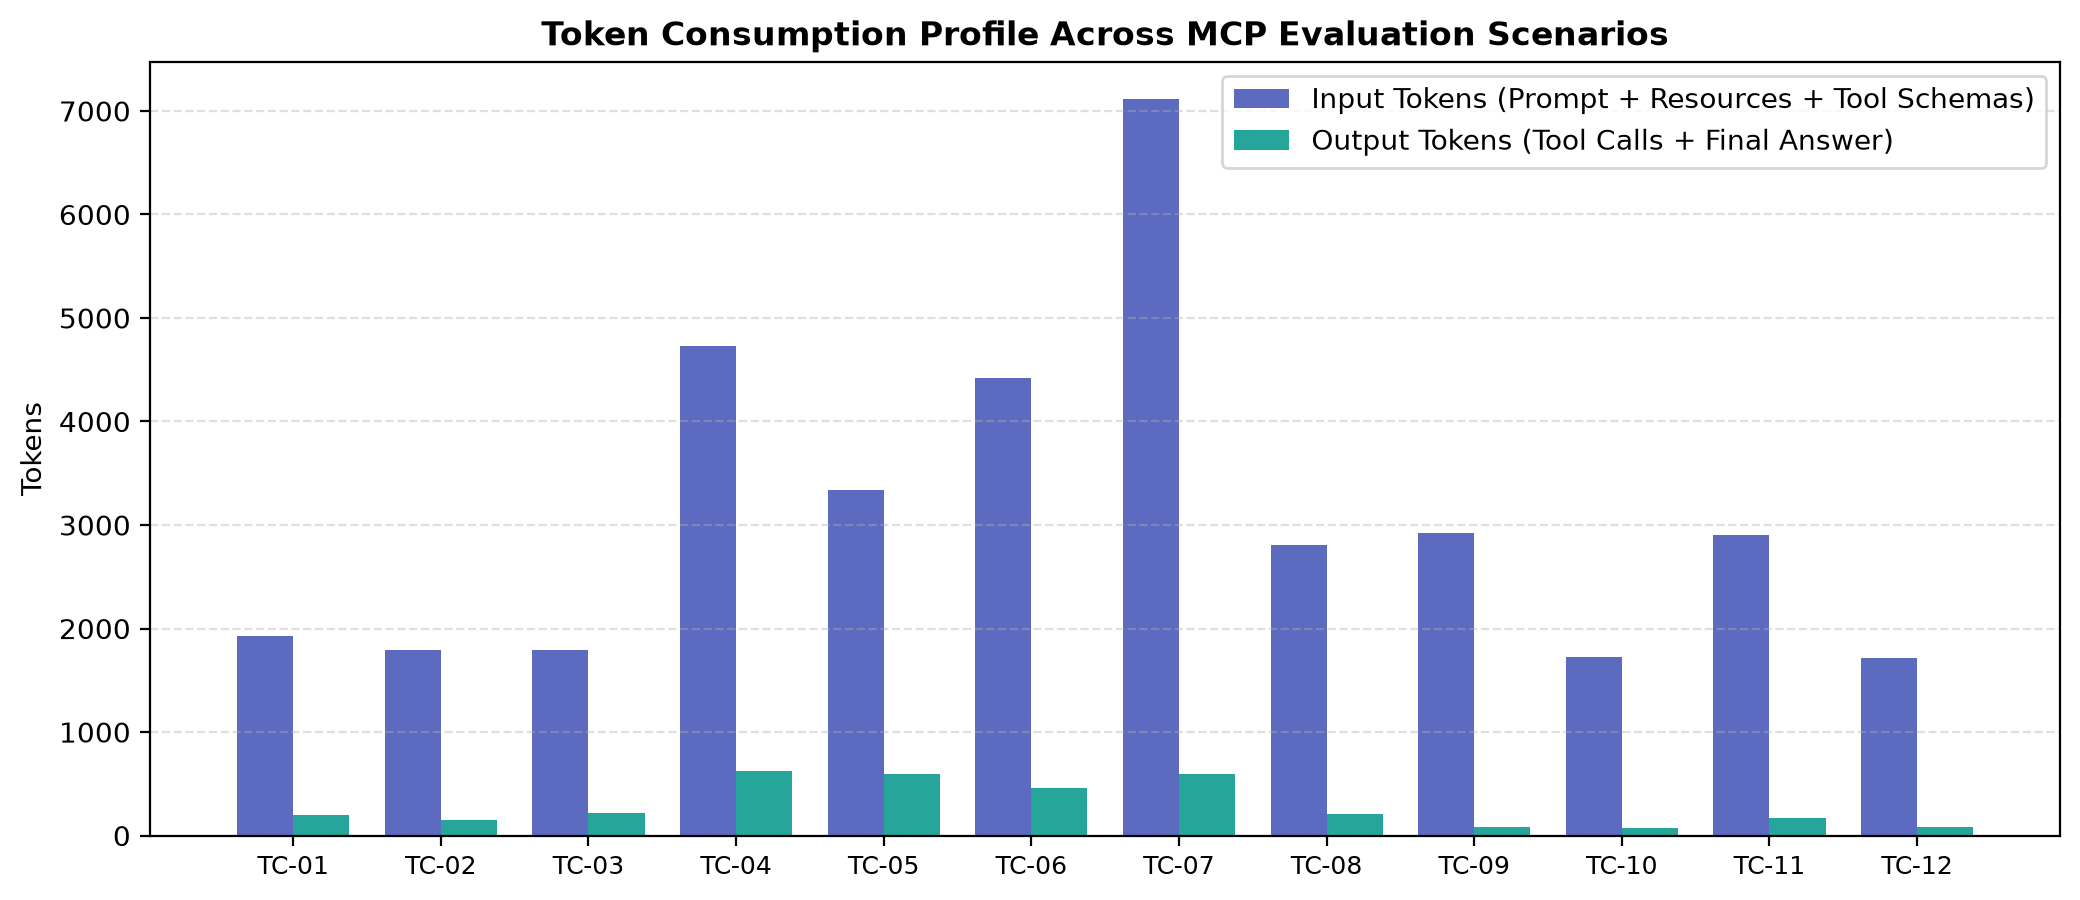 Token Consumption Profile Across MCP Evaluation Scenarios
Input Tokens (Prompt + Resources + Tool Schemas)
Output Tokens (Tool Calls + Final Answer)
Tokens
7000
6000
5000
4000
3000
2000
1000
0
TC-01 TC-02 TC-03 TC-04 TC-05 TC-06 TC-07 TC-08 TC-09 TC-10 TC-11 TC-12